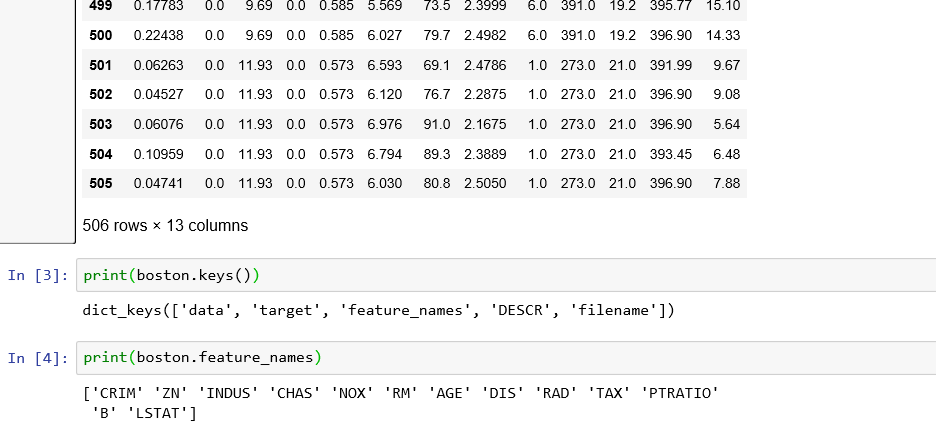 499 0.17783 0.0 9.69 0.0 0.585 5.569 73.5 2.3999 6.0 391.0 19.2 395.77 15.10
500 0.22438 0.0 9.69 0.0 0.585 6.027 79.7 2.4982 6.0 391.0 19.2 396.90 14.33
501 0.06263 0.0 11.93 0.0 0.573 6.593 69.1 2.4786 1.0 273.0 21.0 391.99 9.67
502 0.04527 0.0 11.93 0.0 0.573 6.120 76.7 2.2875 1.0 273.0 21.0 396.90 9.08
503 0.06076 0.0 11.93 0.0 0.573 6.976 91.0 2.1675 1.0 273.0 21.0 396.90 5.64
504 0.10959 0.0 11.93 0.0 0.573 6.794 89.3 2.3889 1.0 273.0 21.0 393.45 6.48
505 0.04741 0.0 11.93 0.0 0.573 6.030 80.8 2.5050 1.0 273.0 21.0 396.90 7.88
506 rows × 13 columns
In [3]: print(boston.keys())
dict_keys(['data', 'target', 'feature_names', 'DESCR', 'filename'])
In [4]: print(boston.feature_names)
['CRIM' 'ZN' 'INDUS' 'CHAS' 'NOX' 'RM' 'AGE' 'DIS' 'RAD' 'TAX' 'PTRATIO'
'B' 'LSTAT']